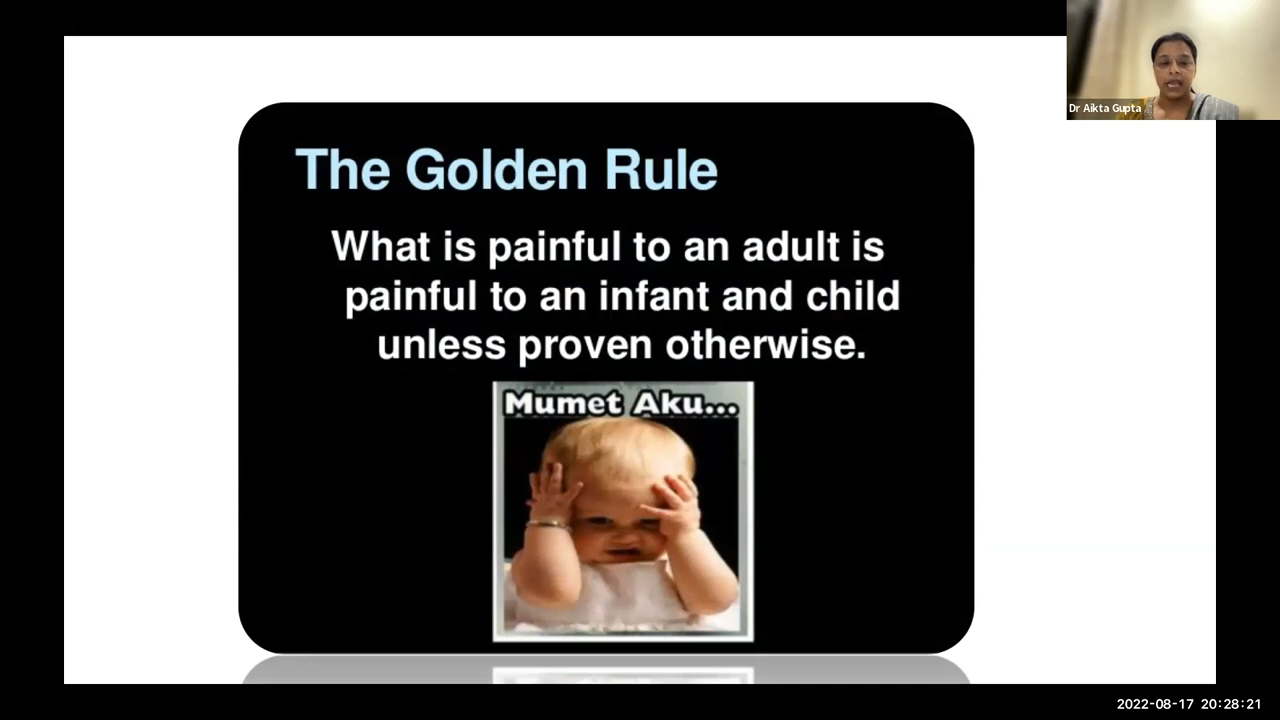 Dr Aikta Gupta
The Golden Rule
What is painful to an adult is
painful to an infant and child
unless proven otherwise.
Mumet Aku...
2022-08-17 20:28:21